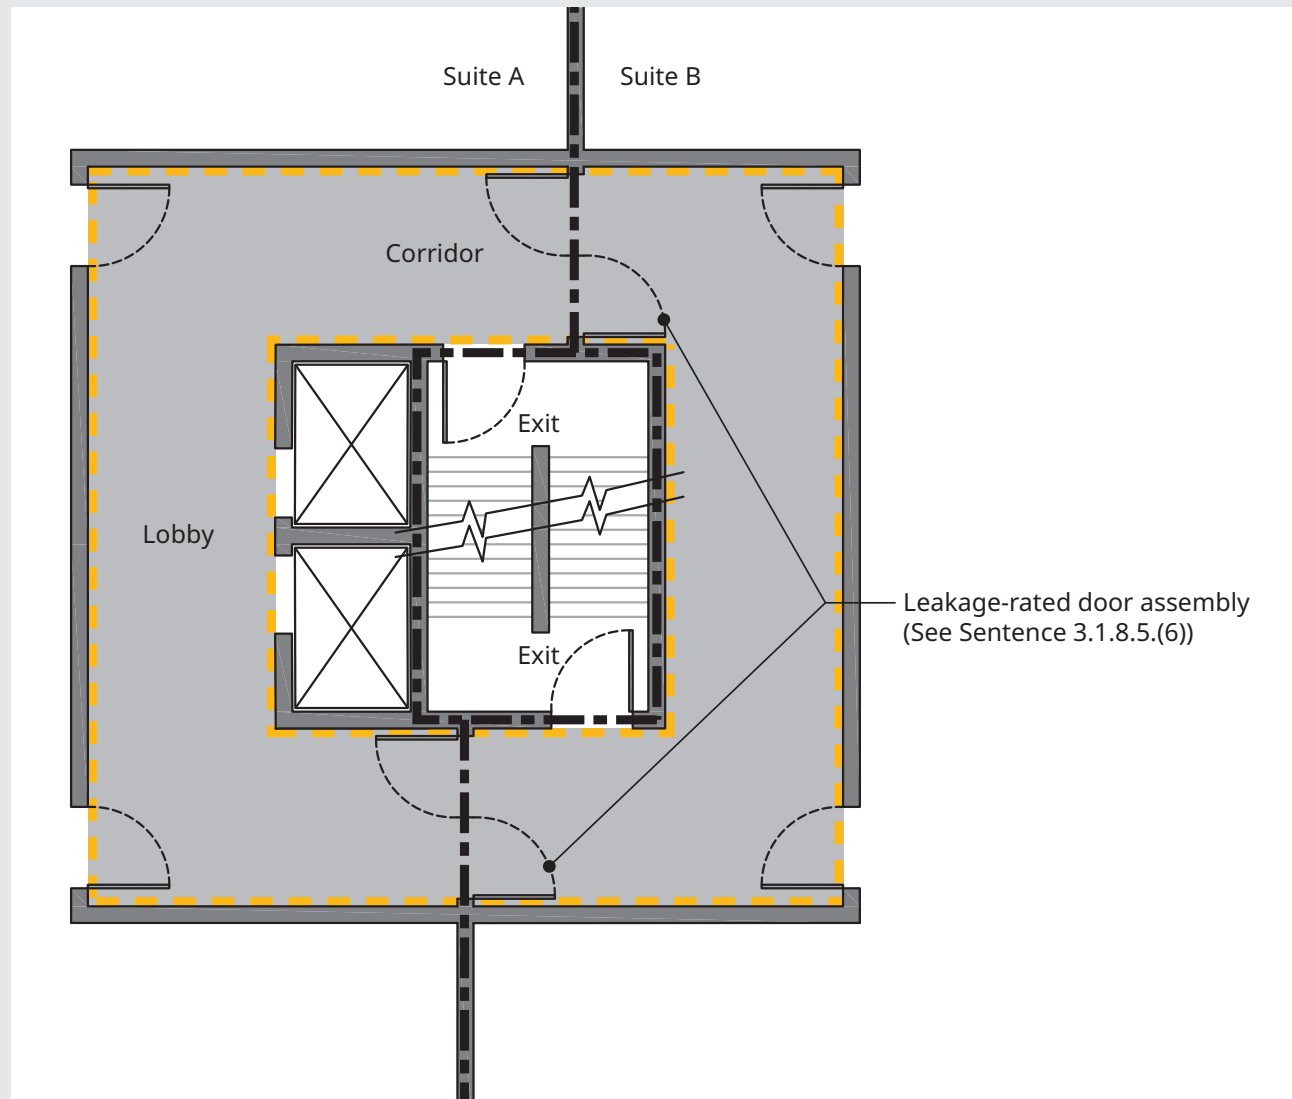 Suite A
Suite B
Corridor
Exit
Lobby
Leakage-rated door assembly
(See Sentence 3.1.8.5.(6))
Exit